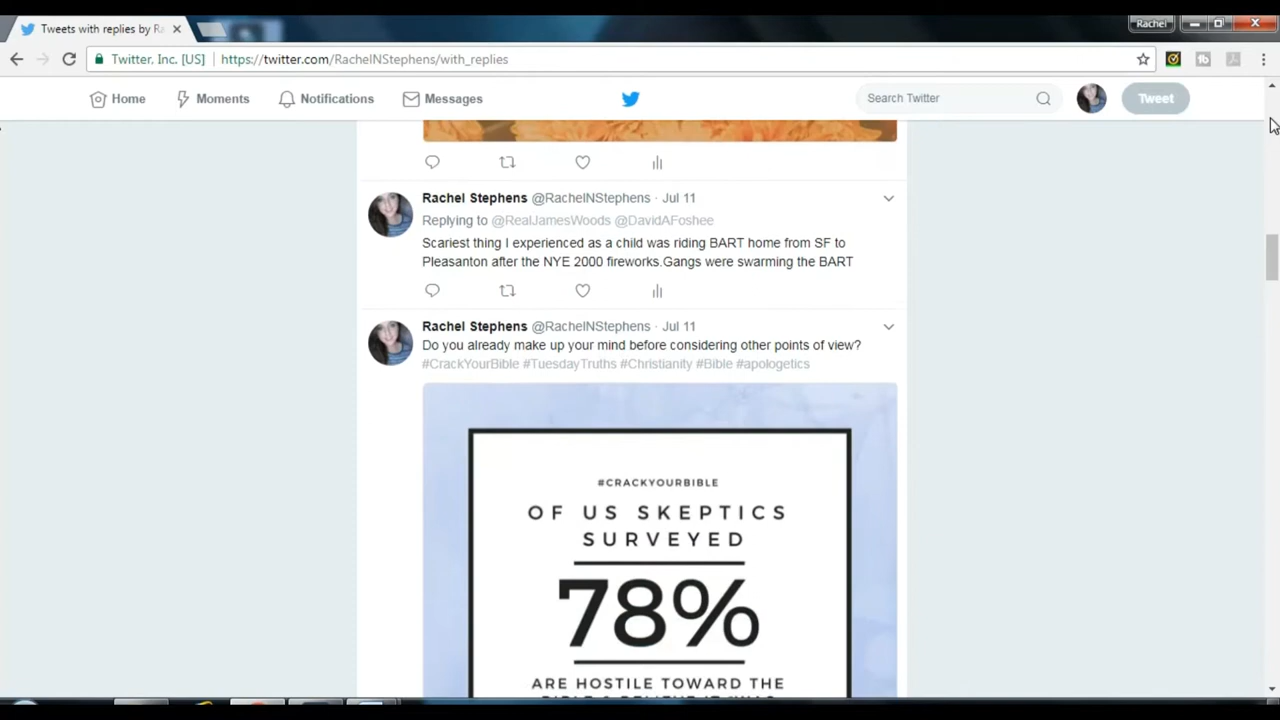 Tweets with replies by Ra
Rachel
Twitter, Inc. [US] https://twitter.com/RachelNStephens/with_replies
Home Moments Notifications Messages Search Twitter Tweet
Rachel Stephens @RachelNStephens · Jul 11
Replying to @RealJamesWoods @DavidAFoshee
Scariest thing I experienced as a child was riding BART home from SF to
Pleasanton after the NYE 2000 fireworks.Gangs were swarming the BART
Rachel Stephens @RachelNStephens · Jul 11
Do you already make up your mind before considering other points of view?
#CrackYourBible #TuesdayTruths #Christianity #Bible #apologetics
#CRACKYOURBIBLE
OF US SKEPTICS
SURVEYED
78%
ARE HOSTILE TOWARD THE